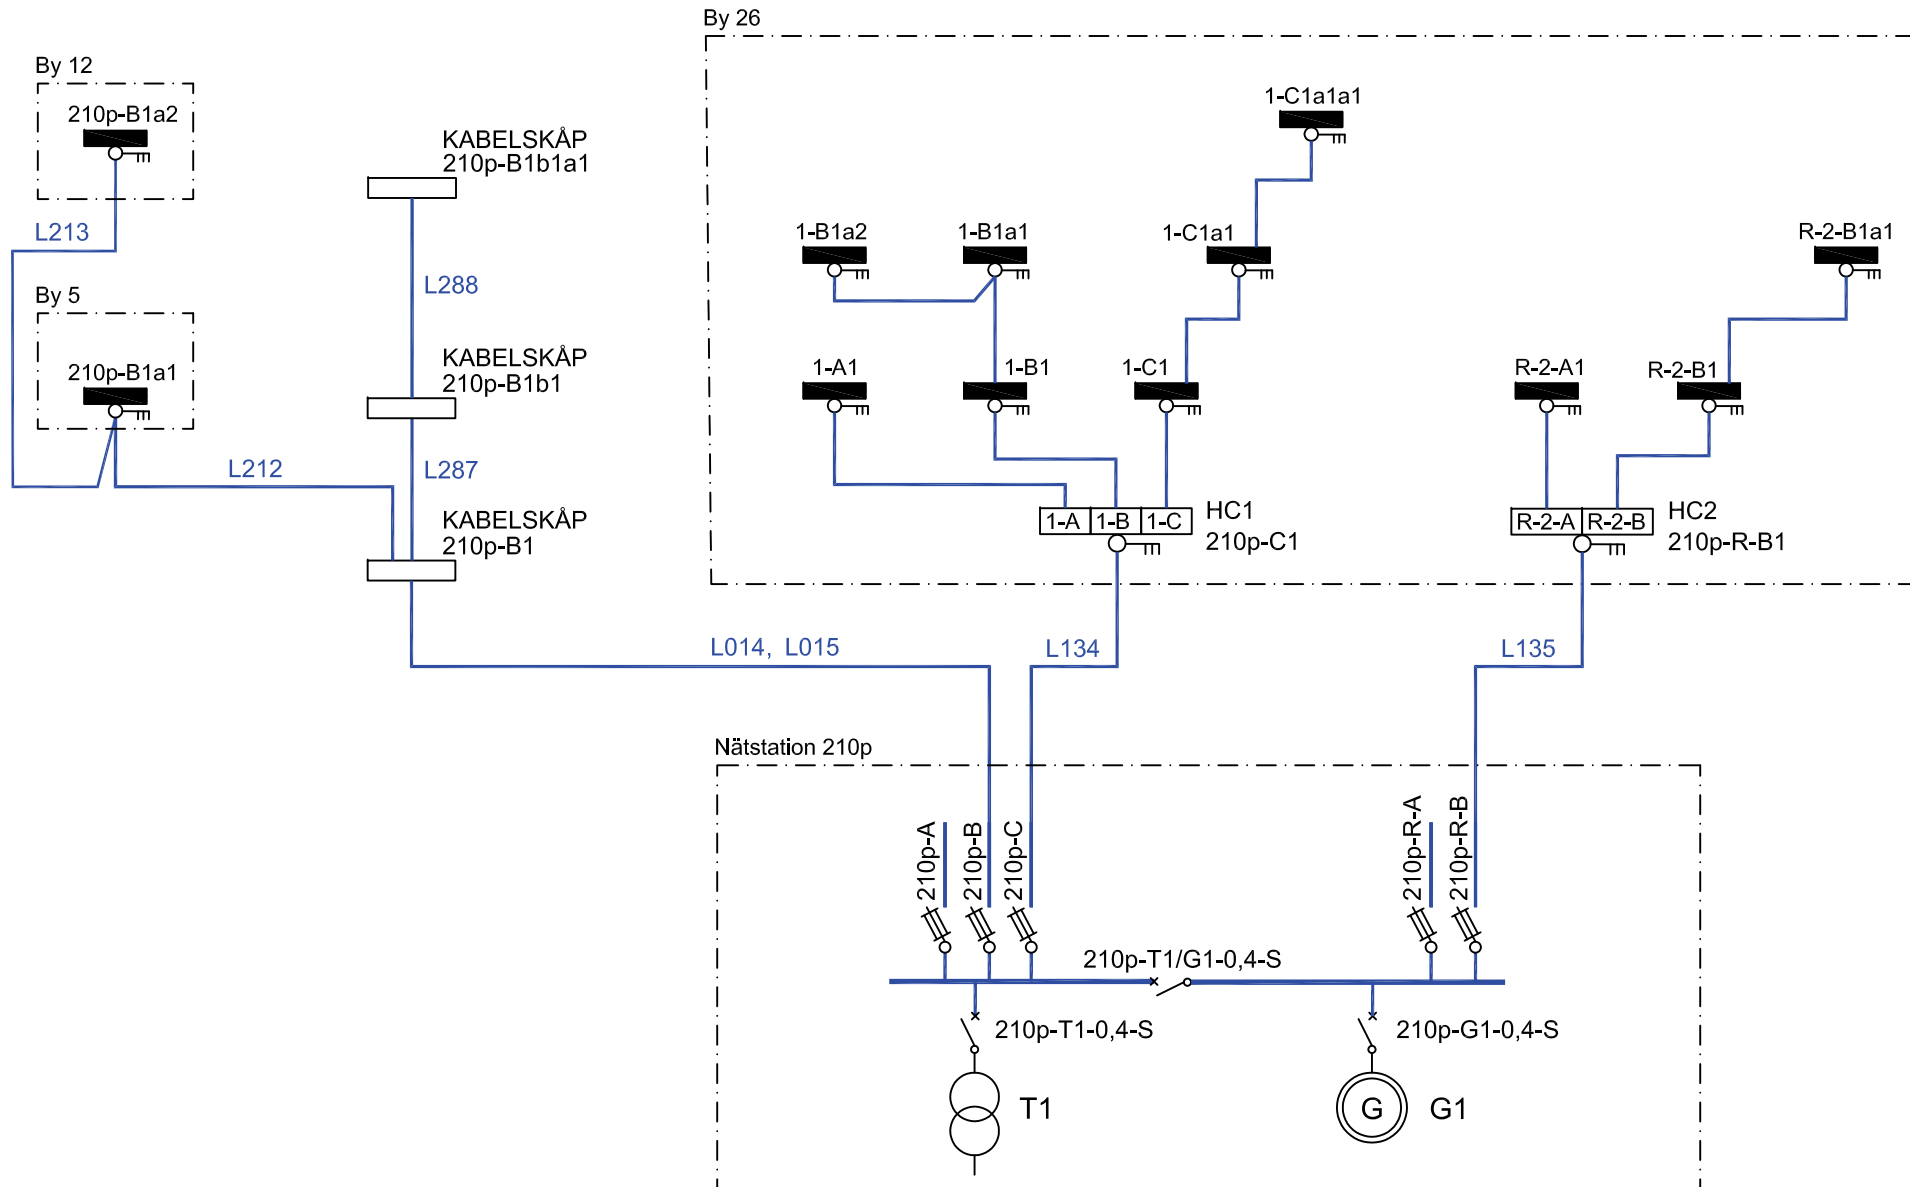 By 26
By 12
210p-B1a2
1-C1a1a1
KABELSKÅP
210p-B1b1a1
L213
1-B1a2
1-B1a1
1-C1a1
R-2-B1a1
L288
By 5
KABELSKÅP
210p-B1b1
210p-B1a1
1-A1
1-B1
1-C1
R-2-A1
R-2-B1
L212
L287
KABELSKÅP
210p-B1
1-A
1-B
1-C
HC1
210p-C1
R-2-A
R-2-B
HC2
210p-R-B1
L014, L015
L134
L135
Nätstation 210p
210p-A
210p-B
210p-C
210p-R-A
210p-R-B
210p-T1/G1-0,4-S
210p-T1-0,4-S
210p-G1-0,4-S
T1
G
G1